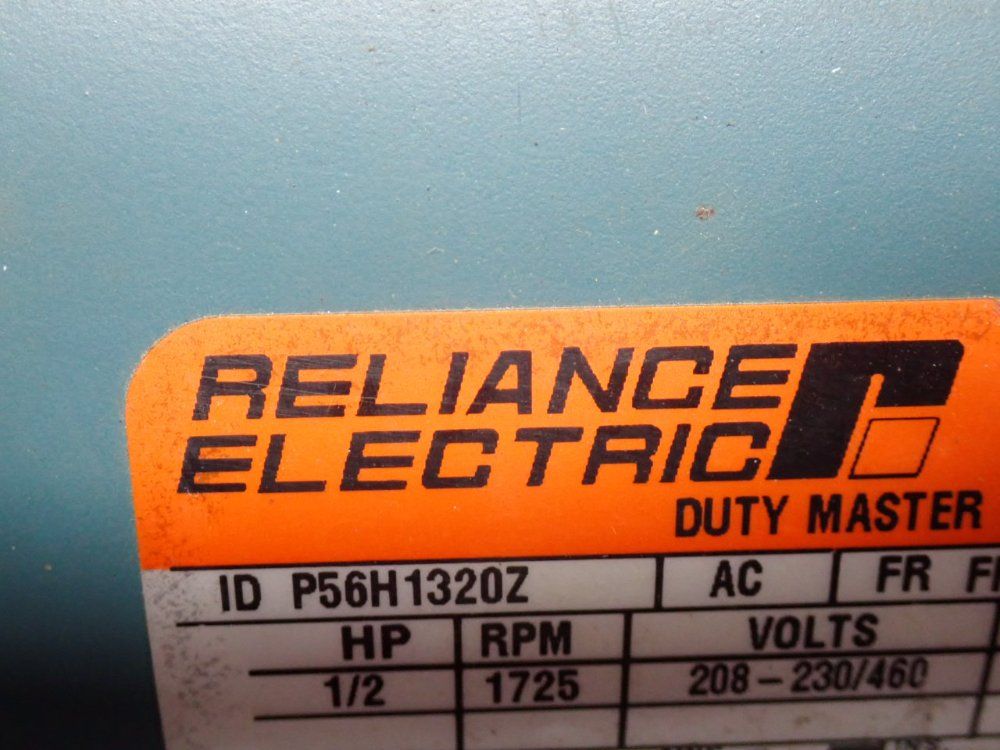 RELIANCE
ELECTRIC
DUTY MASTER
ID P56H1320Z AC FR
HP RPM VOLTS
1/2 1725 208-230/460